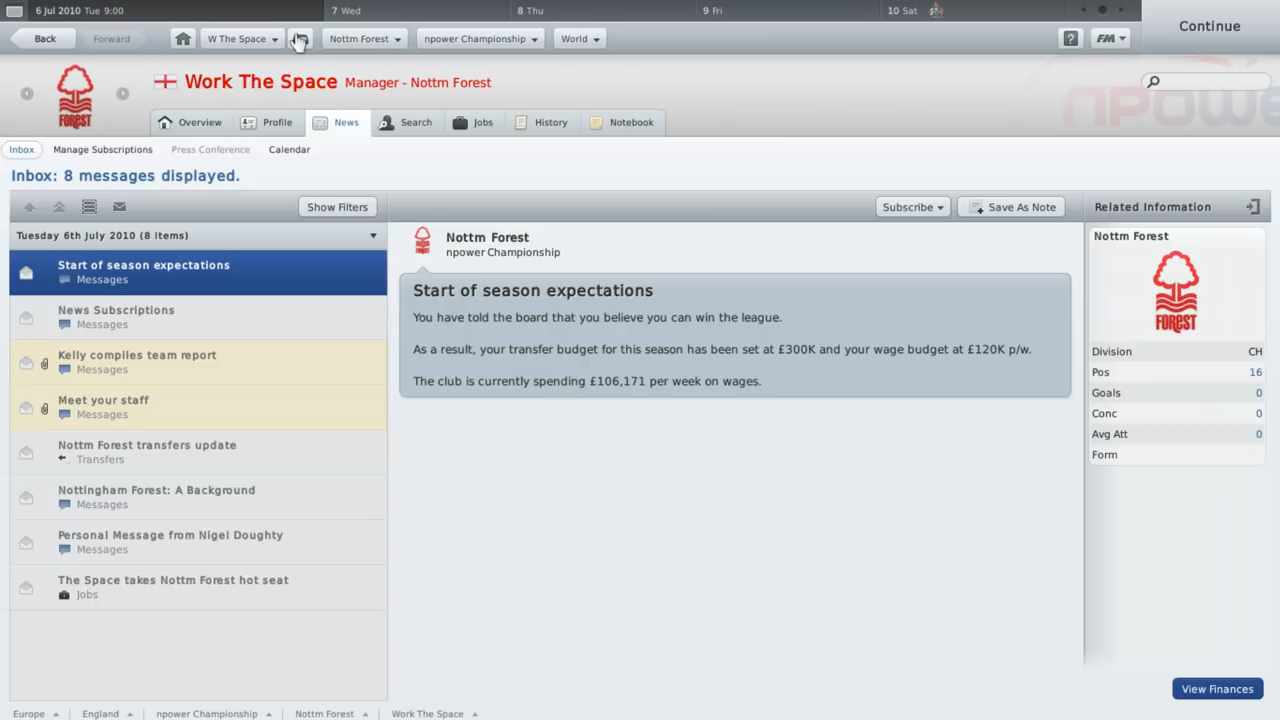 6 Jul 2010 Tue 9:00
7 Wed
8 Thu
9 Fri
10 Sat
Continue
Back
Forward
W The Space
Nottm Forest
npower Championship
World
?
FM
FOREST
Work The Space Manager - Nottm Forest
NPOWE
Overview
Profile
News
Search
Jobs
History
Notebook
Inbox
Manage Subscriptions
Press Conference
Calendar
Inbox: 8 messages displayed.
Show Filters
Subscribe
Save As Note
Related Information
Tuesday 6th July 2010 (8 items)
Start of season expectations
Messages
News Subscriptions
Messages
Kelly compiles team report
Messages
Meet your staff
Messages
Nottm Forest transfers update
Transfers
Nottingham Forest: A Background
Messages
Personal Message from Nigel Doughty
Messages
The Space takes Nottm Forest hot seat
Jobs
Nottm Forest
npower Championship
Start of season expectations
You have told the board that you believe you can win the league.
As a result, your transfer budget for this season has been set at £300K and your wage budget at £120K p/w.
The club is currently spending £106,171 per week on wages.
Nottm Forest
FOREST
Division CH
Pos 16
Goals 0
Conc 0
Avg Att 0
Form
View Finances
Europe
England
npower Championship
Nottm Forest
Work The Space